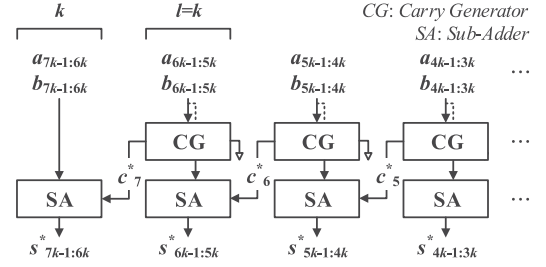 k l=k CG: Carry Generator
SA: Sub-Adder
a7k-1:6k a6k-1:5k a5k-1:4k a4k-1:3k ...
b7k-1:6k b6k-1:5k b5k-1:4k b4k-1:3k
CG CG CG ...
c*7 c*6 c*5
SA SA SA SA ...
s*7k-1:6k s*6k-1:5k s*5k-1:4k s*4k-1:3k